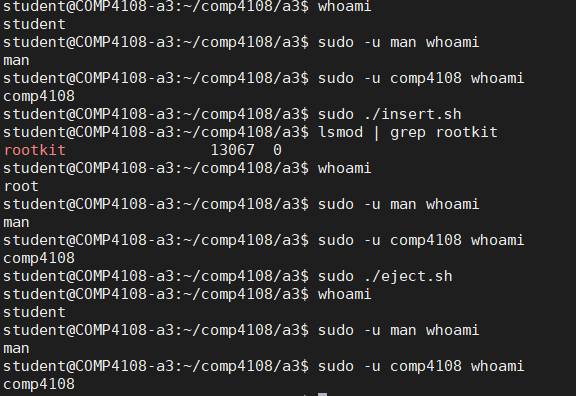 student@COMP4108-a3:~/comp4108/a3$ whoami
student
student@COMP4108-a3:~/comp4108/a3$ sudo -u man whoami
man
student@COMP4108-a3:~/comp4108/a3$ sudo -u comp4108 whoami
comp4108
student@COMP4108-a3:~/comp4108/a3$ sudo ./insert.sh
student@COMP4108-a3:~/comp4108/a3$ lsmod | grep rootkit
rootkit                13067  0
student@COMP4108-a3:~/comp4108/a3$ whoami
root
student@COMP4108-a3:~/comp4108/a3$ sudo -u man whoami
man
student@COMP4108-a3:~/comp4108/a3$ sudo -u comp4108 whoami
comp4108
student@COMP4108-a3:~/comp4108/a3$ sudo ./eject.sh
student@COMP4108-a3:~/comp4108/a3$ whoami
student
student@COMP4108-a3:~/comp4108/a3$ sudo -u man whoami
man
student@COMP4108-a3:~/comp4108/a3$ sudo -u comp4108 whoami
comp4108